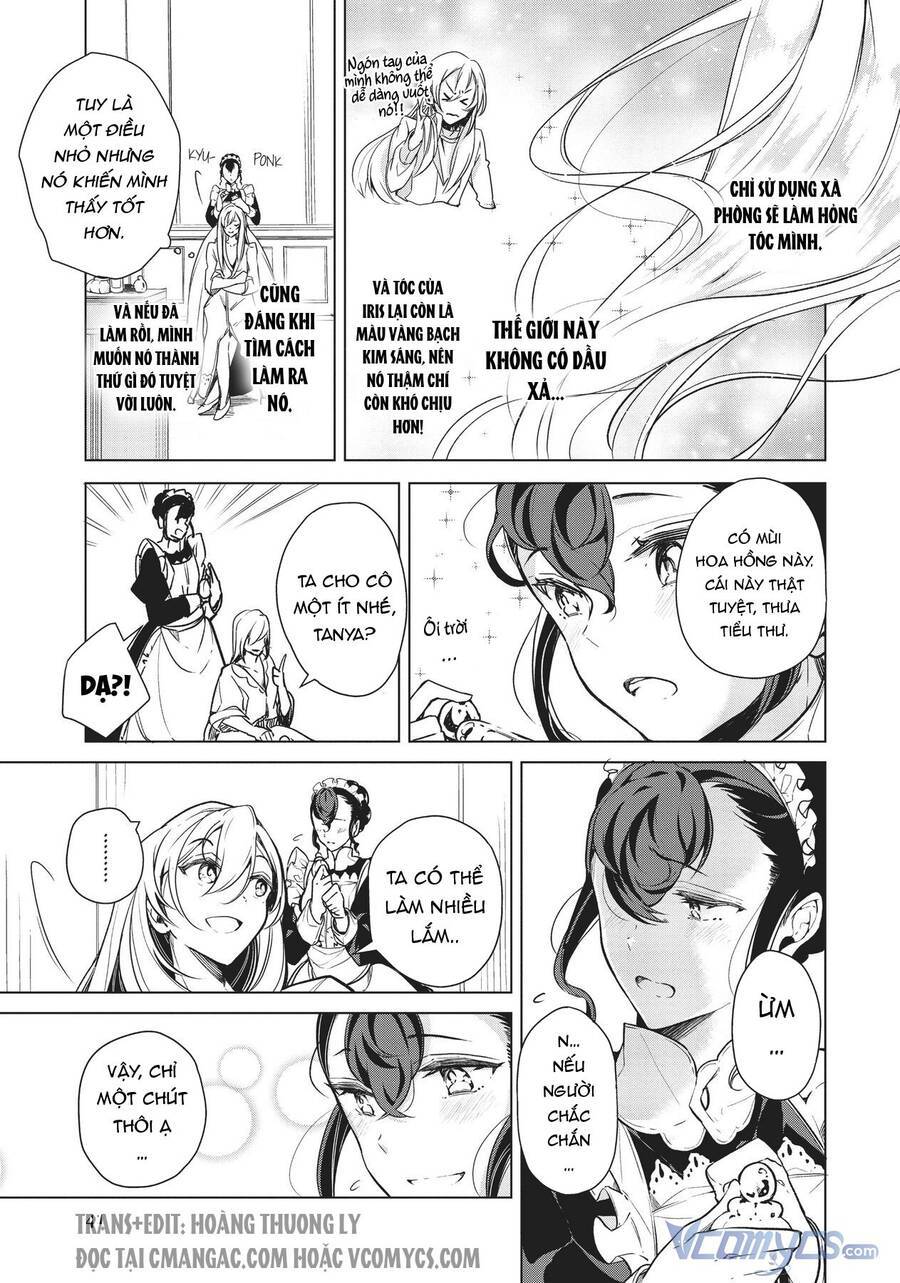 CHỈ SỬ DỤNG XÀ
PHÒNG SẼ LÀM HỎNG
TÓC MÌNH.
Ngón tay của
mình không thể
dễ dàng vuốt
nó!!
THẾ GIỚI NÀY
KHÔNG CÓ DẦU
XẢ...
VÀ TÓC CỦA
IRIS LẠI CÒN LÀ
MÀU VÀNG BẠCH
KIM SÁNG, NÊN
NÓ THẬM CHÍ
CÒN KHÓ CHỊU
HƠN!
TUY LÀ
MỘT ĐIỀU
NHỎ NHƯNG
NÓ KHIẾN MÌNH
THẤY TỐT
HƠN.
KYU-
PONK
CŨNG
ĐÁNG KHI
TÌM CÁCH
LÀM RA
NÓ.
VÀ NẾU ĐÃ
LÀM RỒI, MÌNH
MUỐN NÓ THÀNH
THỨ GÌ ĐÓ TUYỆT
VỜI LUÔN.
CÓ MÙI
HOA HỒNG NÀY.
CÁI NÀY THẬT
TUYỆT, THƯA
TIỂU THƯ.
Ôi trời
...
TA CHO CÔ
MỘT ÍT NHÉ,
TANYA?
DẠ?!
ỪM
...
N...
NẾU
NGƯỜI
CHẮC
CHẮN
...
TA CÓ THỂ
LÀM NHIỀU
LẮM..
........
VẬY, CHỈ
MỘT CHÚT
THÔI Ạ
...
41
TRANS+EDIT: HOÀNG THUONG LY
ĐỌC TẠI CMANGAC.COM HOẶC VCOMYCS.COM
VCOMYCS.com